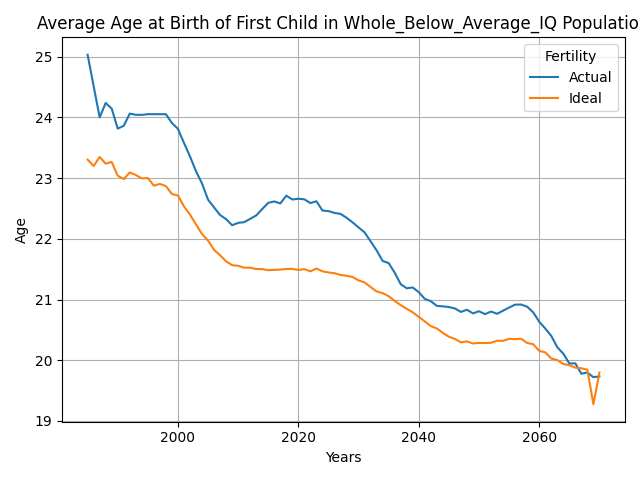 Average Age at Birth of First Child in Whole_Below_Average_IQ Populatio
Fertility
Actual
Ideal
25
24
23
22
21
20
19
Age
2000
2020
2040
2060
Years